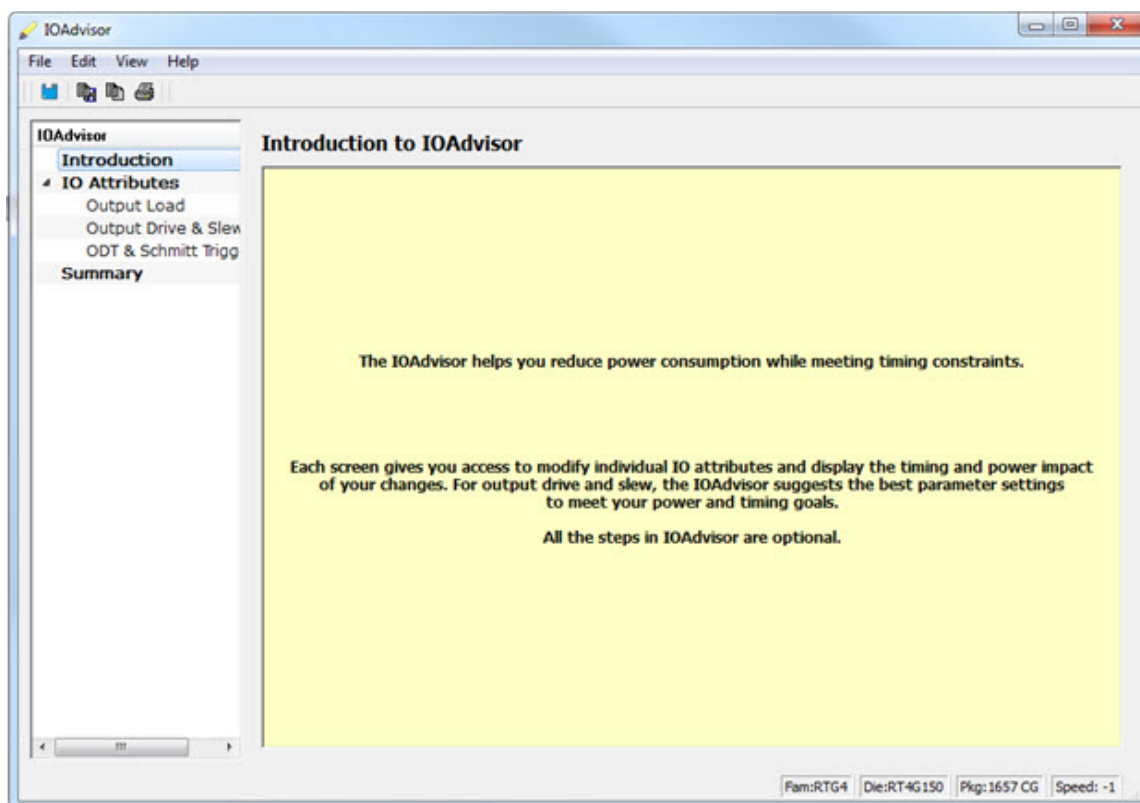 IOAdvisor
File Edit View Help
IOAdvisor
Introduction
IO Attributes
Output Load
Output Drive & Slew
ODT & Schmitt Trigg
Summary
Introduction to IOAdvisor
The IOAdvisor helps you reduce power consumption while meeting timing constraints.
Each screen gives you access to modify individual IO attributes and display the timing and power impact
of your changes. For output drive and slew, the IOAdvisor suggests the best parameter settings
to meet your power and timing goals.
All the steps in IOAdvisor are optional.
Fam:RTG4 Die:RT4G150 Pkg:1657 CG Speed: -1